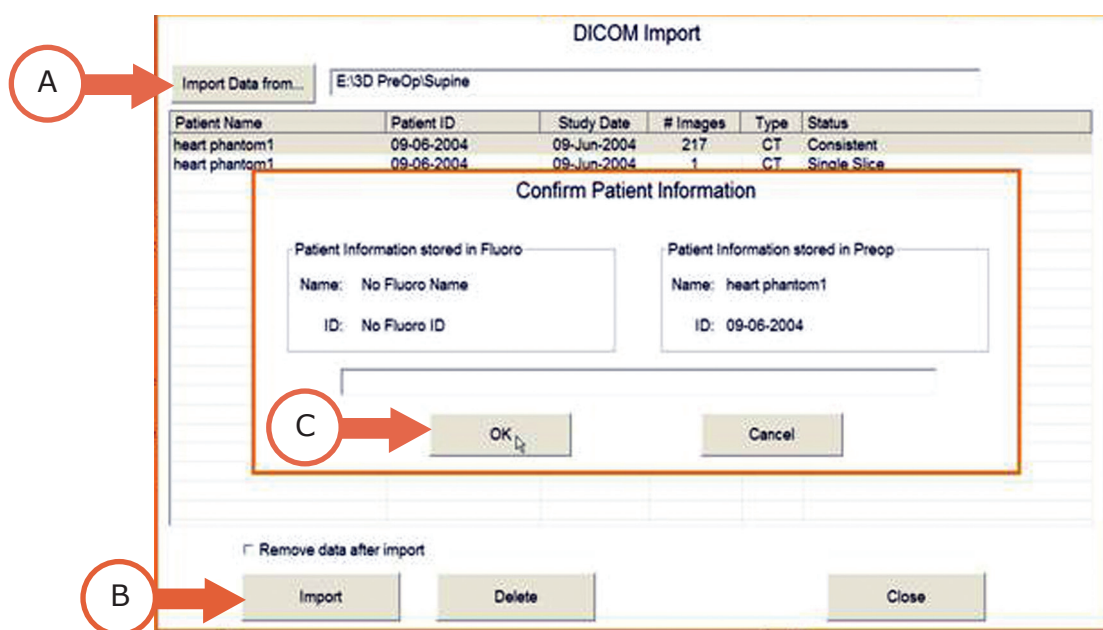 DICOM Import
A
Import Data from... E:\3D PreOp\Supine
Patient Name Patient ID Study Date # Images Type Status
heart phantom1 09-06-2004 09-Jun-2004 217 CT Consistent
heart phantom1 09-06-2004 09-Jun-2004 1 CT Single Slice
Confirm Patient Information
Patient Information stored in Fluoro Patient Information stored in Preop
Name: No Fluoro Name Name: heart phantom1
ID: No Fluoro ID ID: 09-06-2004
C
OK Cancel
Remove data after import
B
Import Delete Close